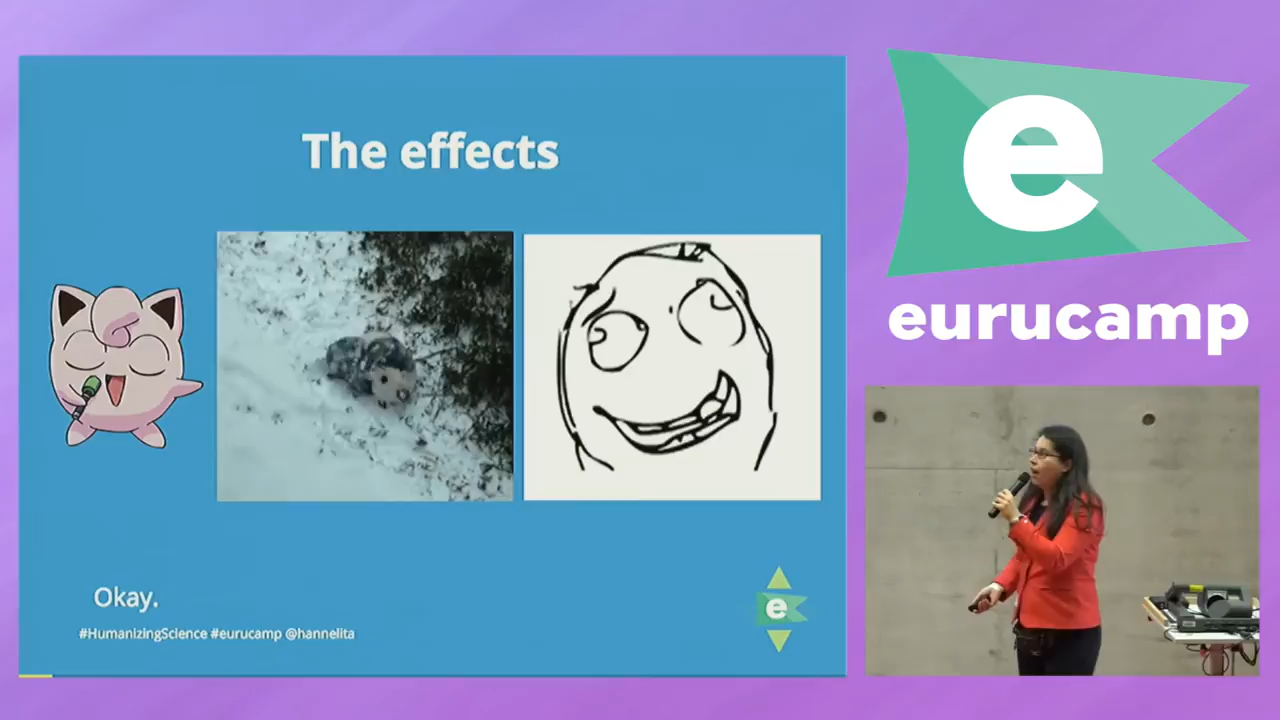 The effects
Okay.
#HumanizingScience #eurucamp @hannelita
e
e
eurucamp